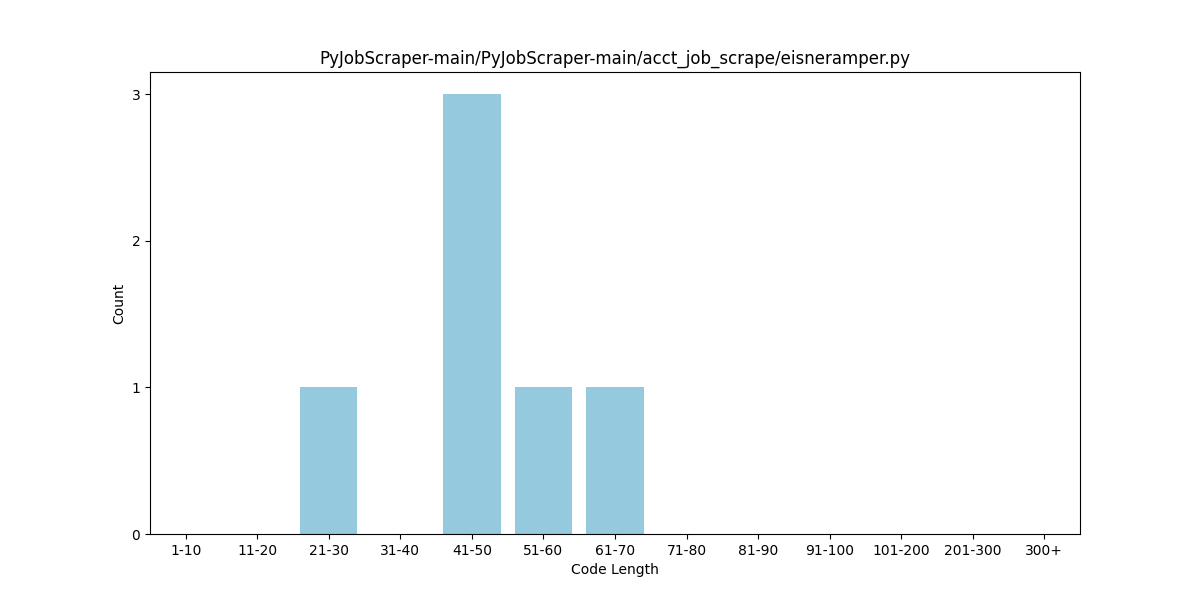 PyJobScraper-main/PyJobScraper-main/acct_job_scrape/eisneramper.py
3
2
1
0
Count
1-10 11-20 21-30 31-40 41-50 51-60 61-70 71-80 81-90 91-100 101-200 201-300 300+
Code Length